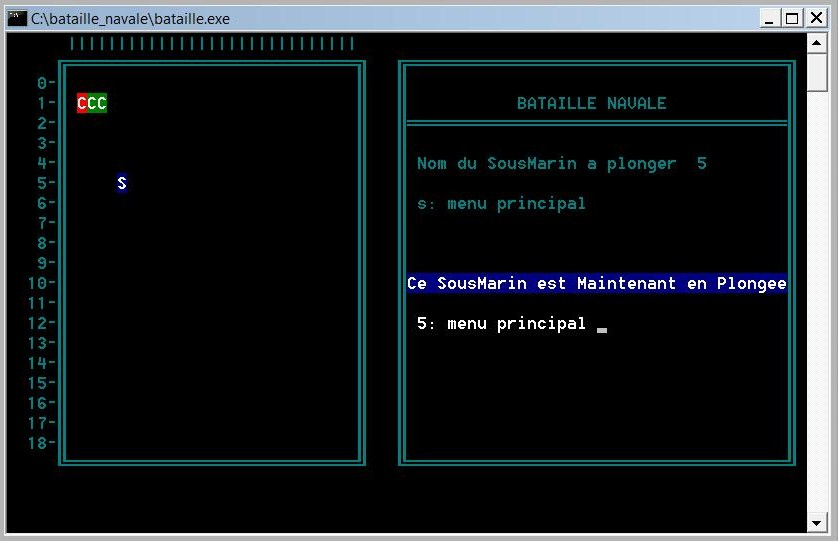 C:\bataille_navale\bataille.exe
||||||||||||||||||||||||||||
0-
1- CCC
2-
3-
4-
5- S
6-
7-
8-
9-
10-
11-
12-
13-
14-
15-
16-
17-
18-
BATAILLE NAVALE
Nom du SousMarin a plonger 5
s: menu principal
Ce SousMarin est Maintenant en Plongee
5: menu principal _